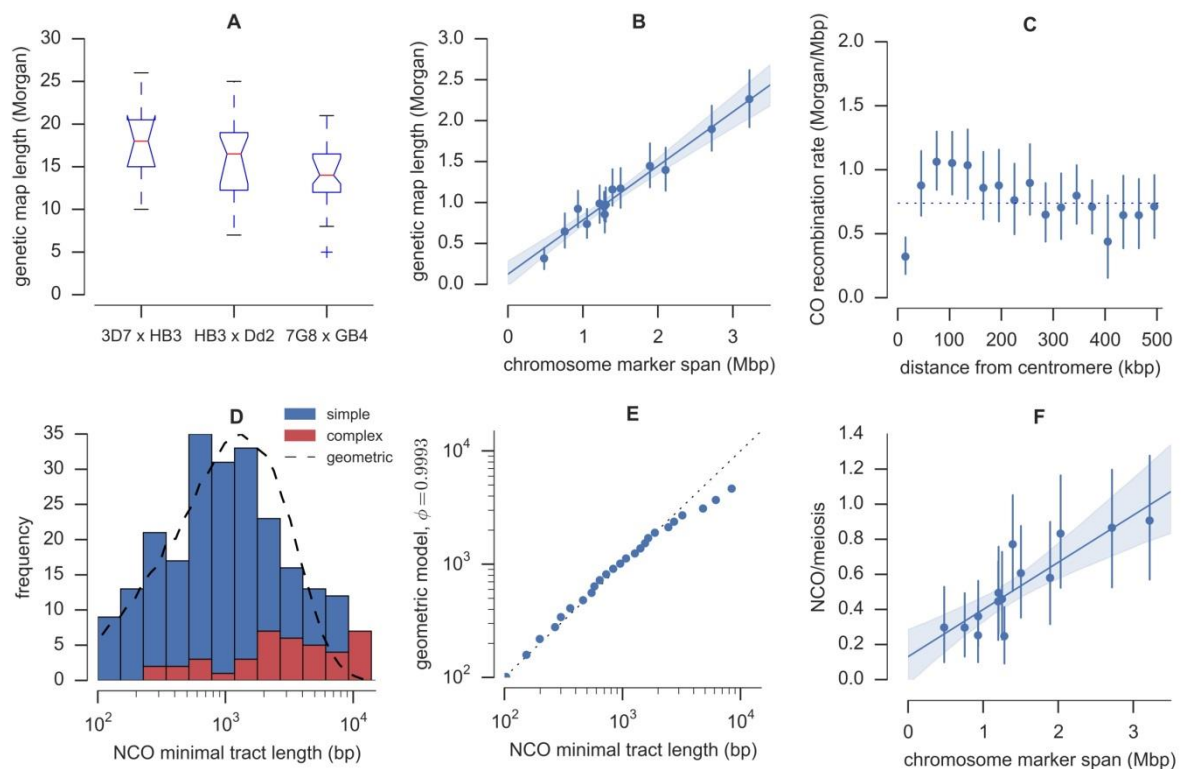 A
genetic map length (Morgan)
30
25
20
15
10
5
0
3D7 x HB3
HB3 x Dd2
7G8 x GB4
B
genetic map length (Morgan)
3.0
2.5
2.0
1.5
1.0
0.5
0.0
0 1 2 3
chromosome marker span (Mbp)
C
CO recombination rate (Morgan/Mbp)
2.0
1.5
1.0
0.5
0.0
0 100 200 300 400 500
distance from centromere (kbp)
D
simple
complex
geometric
frequency
35
30
25
20
15
10
5
0
10² 10³ 10⁴
NCO minimal tract length (bp)
E
geometric model, ϕ = 0.9993
10⁴
10³
10²
10² 10³ 10⁴
NCO minimal tract length (bp)
F
NCO/meiosis
1.4
1.2
1.0
0.8
0.6
0.4
0.2
0.0
0 1 2 3
chromosome marker span (Mbp)